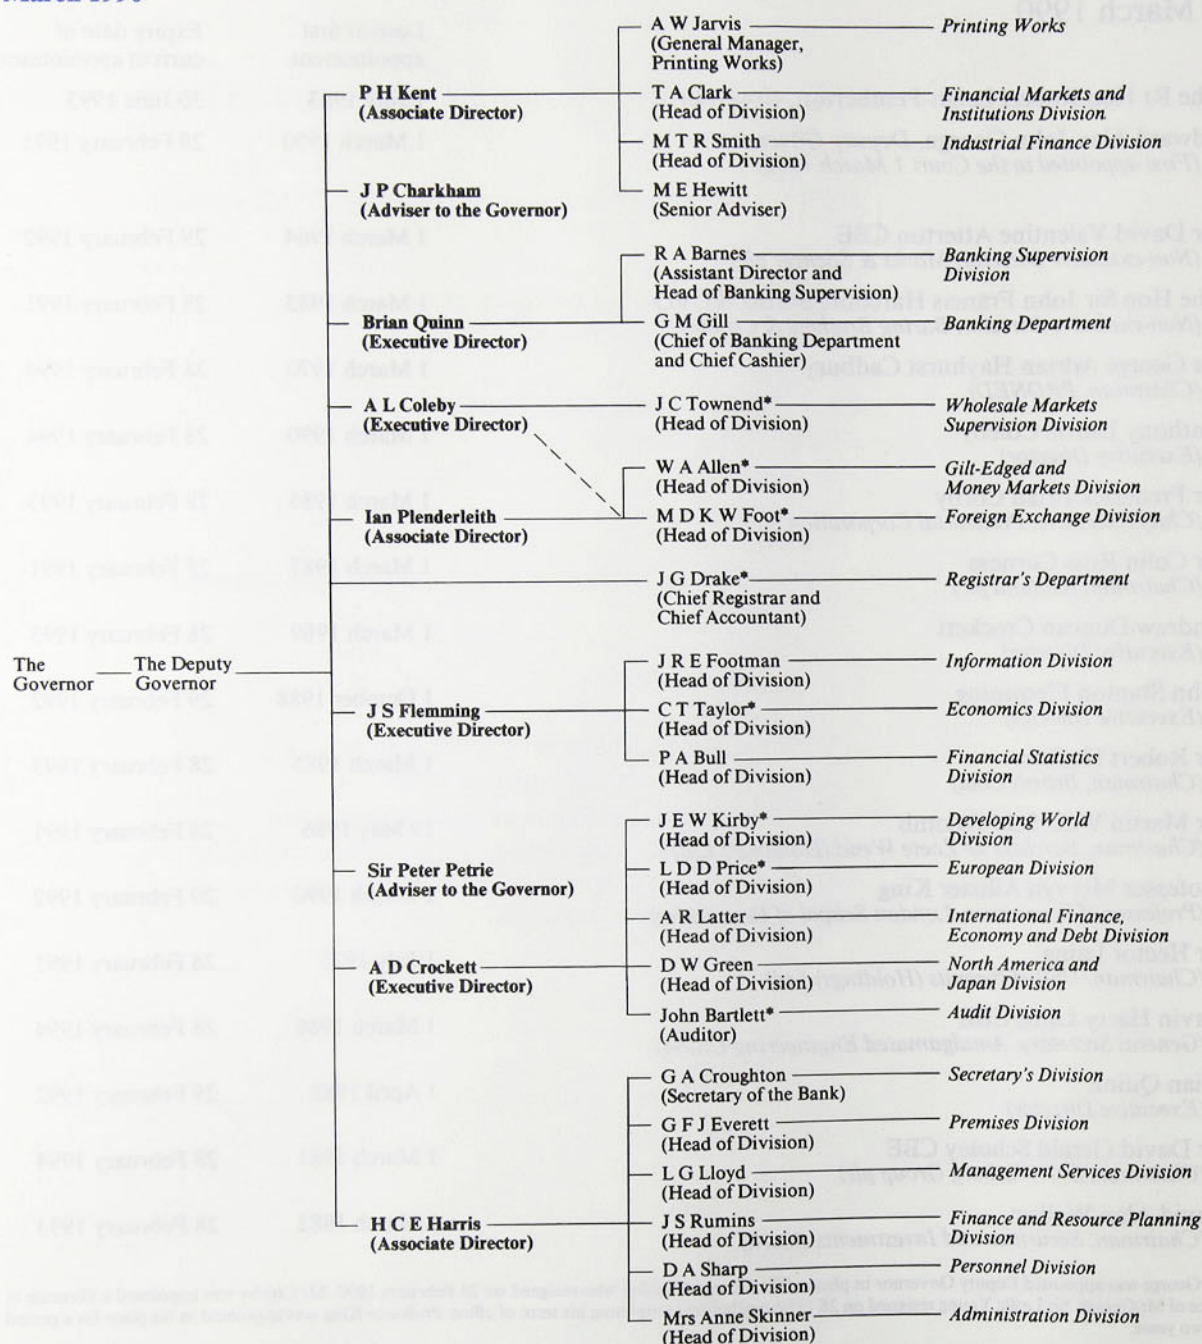 A W Jarvis Printing Works
(General Manager,
Printing Works)
P H Kent
(Associate Director)
T A Clark Financial Markets and
(Head of Division) Institutions Division
M T R Smith Industrial Finance Division
(Head of Division)
J P Charkham
(Adviser to the Governor)
M E Hewitt
(Senior Adviser)
R A Barnes Banking Supervision
(Assistant Director and Division
Head of Banking Supervision)
Brian Quinn
(Executive Director)
G M Gill Banking Department
(Chief of Banking Department
and Chief Cashier)
A L Coleby
(Executive Director)
J C Townend* Wholesale Markets
(Head of Division) Supervision Division
W A Allen* Gilt-Edged and
(Head of Division) Money Markets Division
Ian Plenderleith
(Associate Director)
M D K W Foot* Foreign Exchange Division
(Head of Division)
J G Drake* Registrar's Department
(Chief Registrar and
Chief Accountant)
The
Governor
The Deputy
Governor
J R E Footman Information Division
(Head of Division)
J S Flemming
(Executive Director)
C T Taylor* Economics Division
(Head of Division)
P A Bull Financial Statistics
(Head of Division) Division
J E W Kirby* Developing World
(Head of Division) Division
Sir Peter Petrie
(Adviser to the Governor)
L D D Price* European Division
(Head of Division)
A R Latter International Finance,
(Head of Division) Economy and Debt Division
A D Crockett
(Executive Director)
D W Green North America and
(Head of Division) Japan Division
John Bartlett* Audit Division
(Auditor)
G A Croughton Secretary's Division
(Secretary of the Bank)
G F J Everett Premises Division
(Head of Division)
L G Lloyd Management Services Division
(Head of Division)
H C E Harris
(Associate Director)
J S Rumins Finance and Resource Planning
(Head of Division) Division
D A Sharp Personnel Division
(Head of Division)
Mrs Anne Skinner Administration Division
(Head of Division)